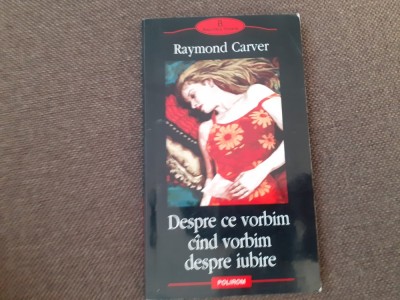 Raymond Carver
Despre ce vorbim
cînd vorbim
despre iubire
POLIROM